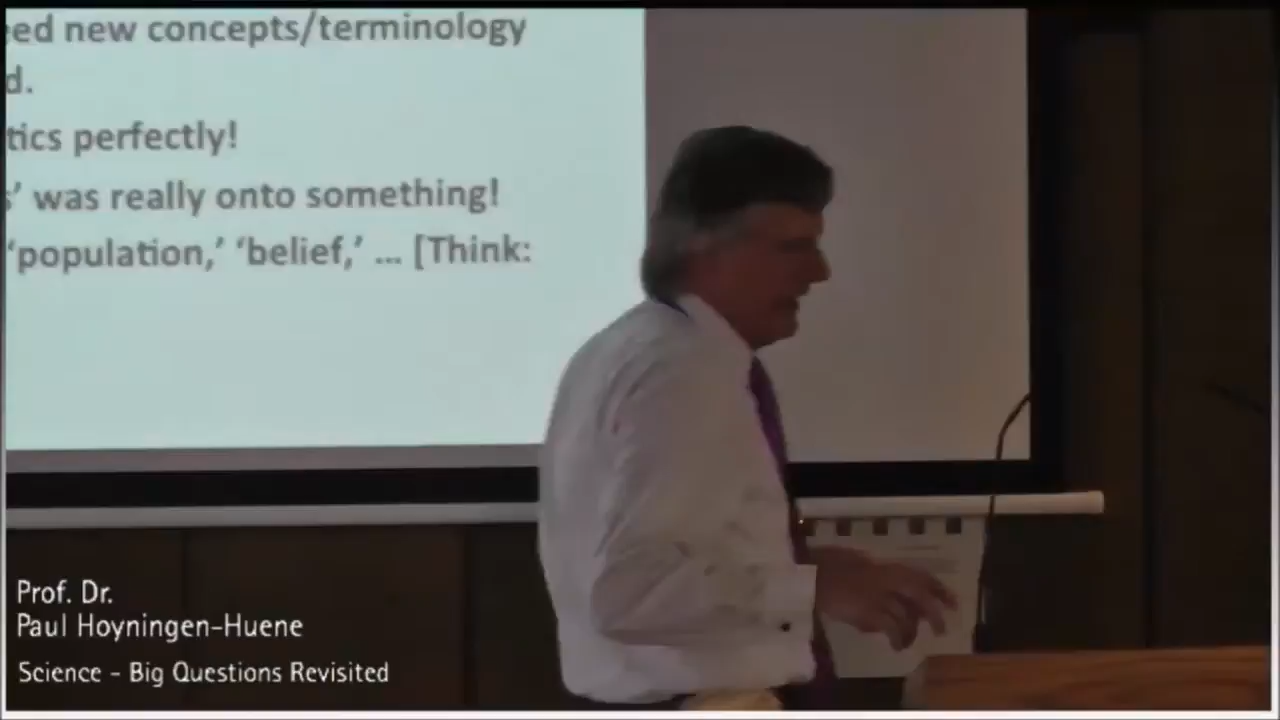 eed new concepts/terminology
d.
tics perfectly!
s’ was really onto something!
‘population,’ ‘belief,’ ... [Think:
Prof. Dr.
Paul Hoyningen-Huene
Science - Big Questions Revisited